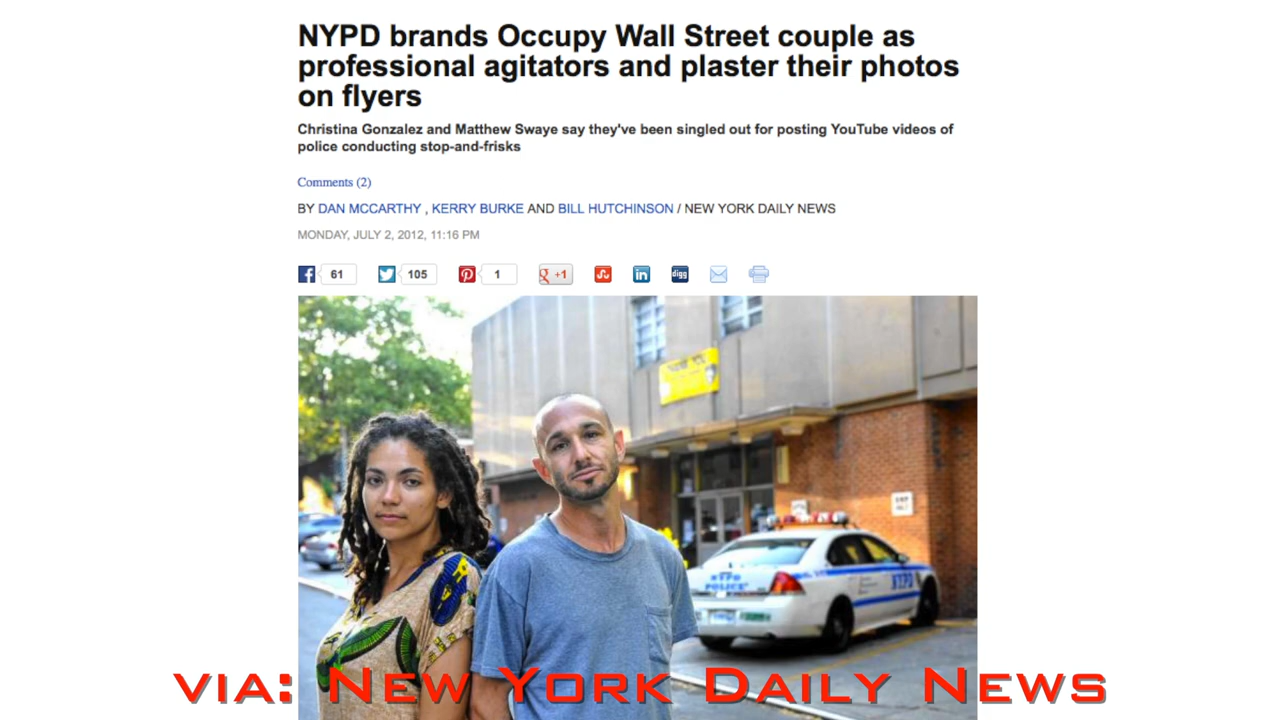 NYPD brands Occupy Wall Street couple as
professional agitators and plaster their photos
on flyers
Christina Gonzalez and Matthew Swaye say they've been singled out for posting YouTube videos of
police conducting stop-and-frisks
Comments (2)
BY DAN MCCARTHY , KERRY BURKE AND BILL HUTCHINSON / NEW YORK DAILY NEWS
MONDAY, JULY 2, 2012, 11:16 PM
61 105 1 g +1 in digg
NYPD
POLICE
NYPD
VIA: NEW YORK DAILY NEWS